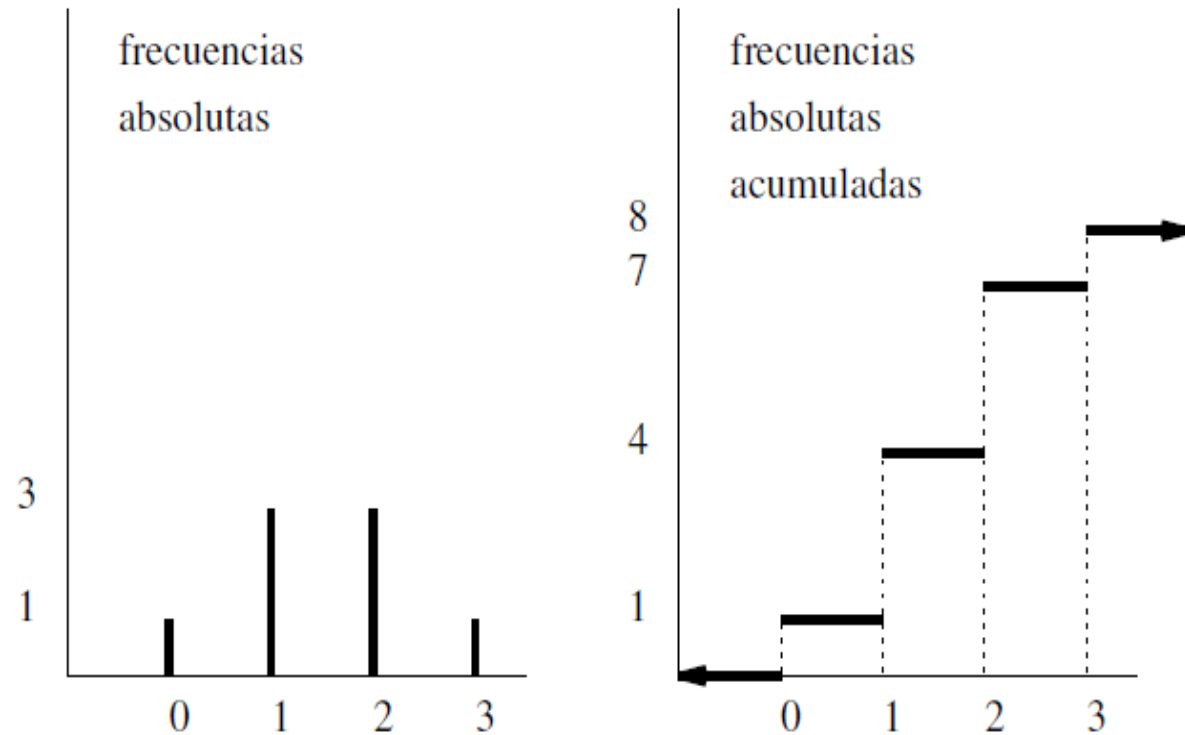 frecuencias
absolutas
3
1
0 1 2 3
frecuencias
absolutas
acumuladas
8
7
4
1
0 1 2 3